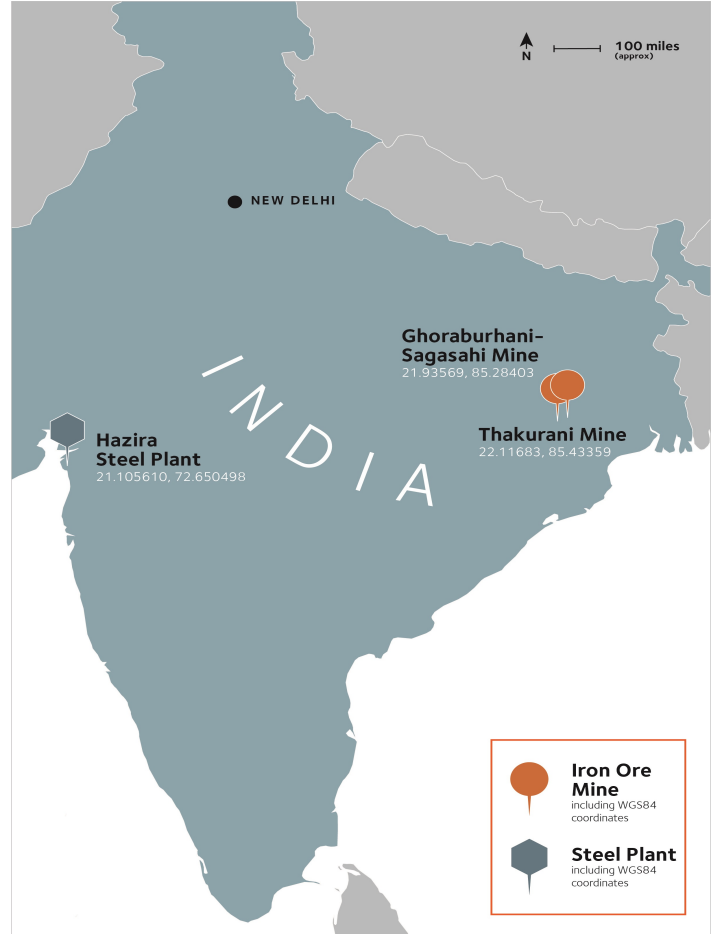 100 miles
(approx)
N
NEW DELHI
Ghoraburhani–
Sagasahi Mine
21.93569, 85.28403
INDIA
Thakurani Mine
22.11683, 85.43359
Hazira
Steel Plant
21.105610, 72.650498
Iron Ore
Mine
including WGS84
coordinates
Steel Plant
including WGS84
coordinates